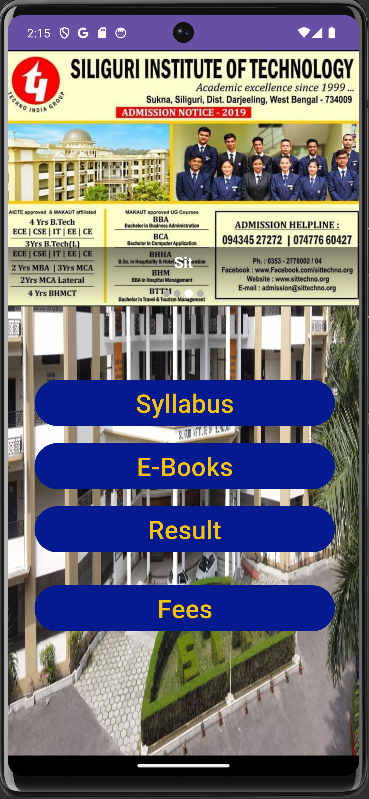 2:15
SILIGURI INSTITUTE OF TECHNOLOGY
Academic excellence since 1999 ...
Sukna, Siliguri, Dist. Darjeeling, West Bengal - 734009
TECHNO INDIA GROUP
ADMISSION NOTICE - 2019
AICTE approved & MAKAUT affiliated
4 Yrs B.Tech
ECE | CSE | IT | EE | CE
3Yrs B.Tech(L)
ECE | CSE | IT | EE | CE
2 Yrs MBA | 3Yrs MCA
2Yrs MCA Lateral
4 Yrs BHMCT
MAKAUT approved UG Courses
BBA
Bachelor in Business Administration
BCA
Bachelor in Computer Application
BHHA
B.Sc. in Hospitality & Hotel
BHM
BBA in Hospital Management
BTTM
Bachelor in Travel & Tourism Management
ADMISSION HELPLINE :
094345 27272 | 074776 60427
Ph. : 0353 - 2778002 / 04
Facebook : www.Facebook.com/sittechno.org
Website : www.sittechno.org
E-mail : admission@sittechno.org
Sit
Syllabus
E-Books
Result
Fees